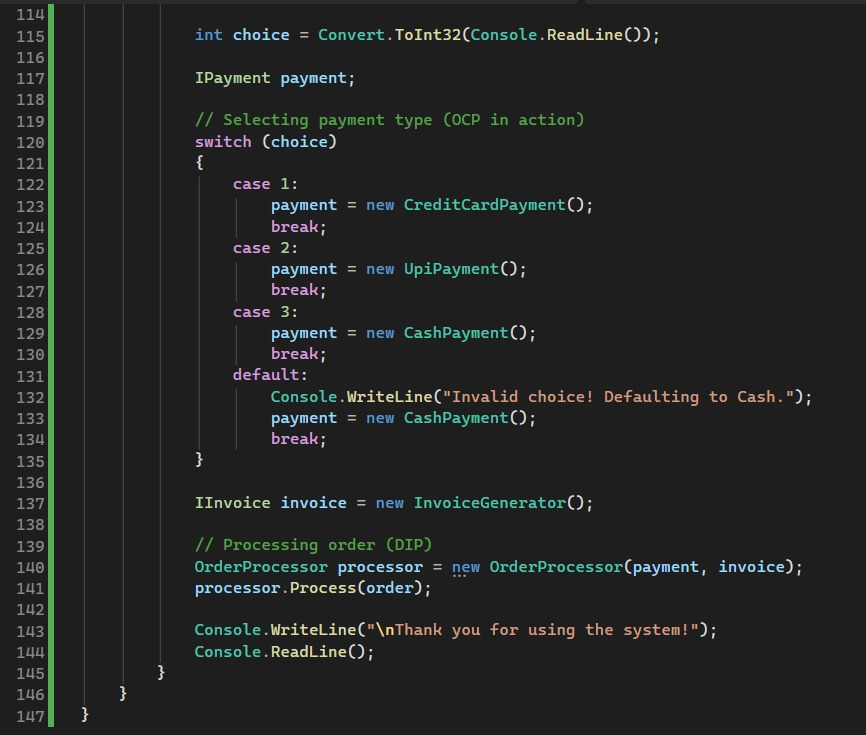 114
115 int choice = Convert.ToInt32(Console.ReadLine());
116
117 IPayment payment;
118
119 // Selecting payment type (OCP in action)
120 switch (choice)
121 {
122 case 1:
123 payment = new CreditCardPayment();
124 break;
125 case 2:
126 payment = new UpiPayment();
127 break;
128 case 3:
129 payment = new CashPayment();
130 break;
131 default:
132 Console.WriteLine("Invalid choice! Defaulting to Cash.");
133 payment = new CashPayment();
134 break;
135 }
136
137 IInvoice invoice = new InvoiceGenerator();
138
139 // Processing order (DIP)
140 OrderProcessor processor = new OrderProcessor(payment, invoice);
141 processor.Process(order);
142
143 Console.WriteLine("\nThank you for using the system!");
144 Console.ReadLine();
145 }
146 }
147 }